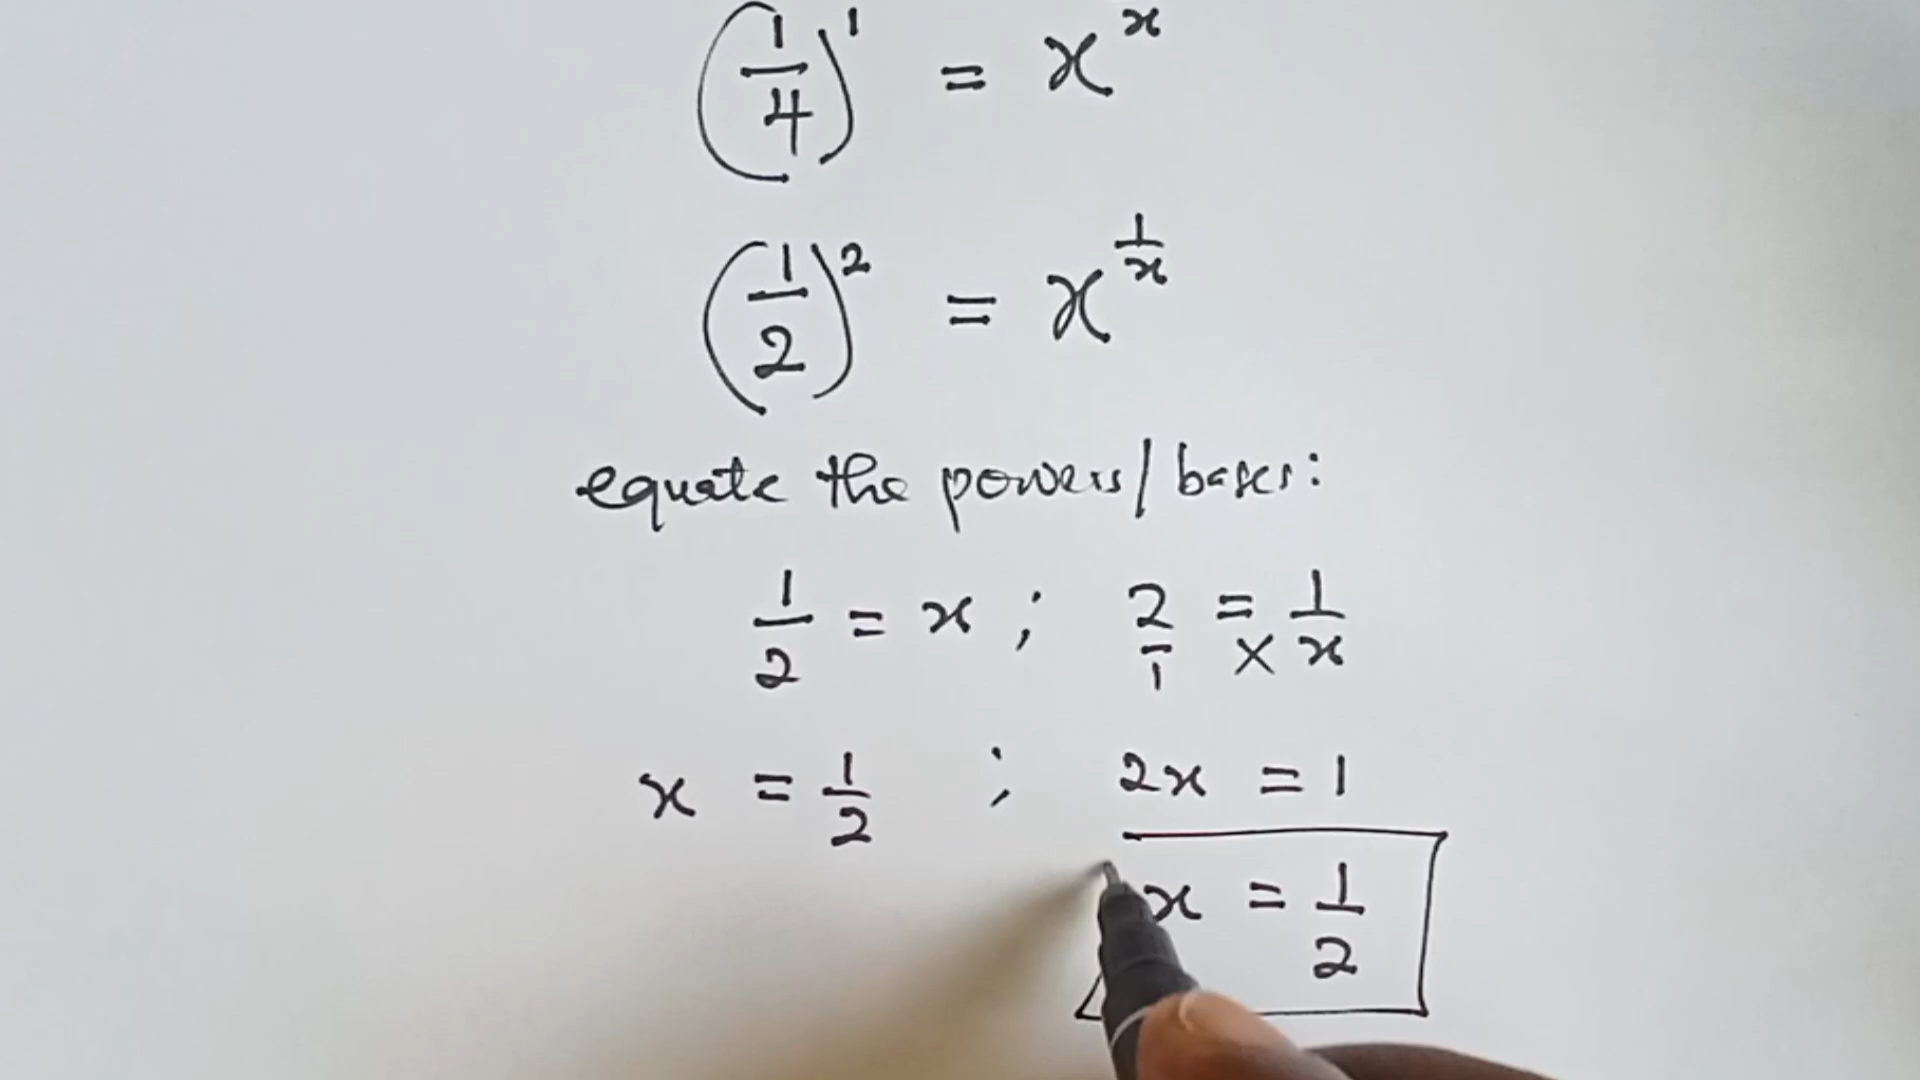 (1/4)^1 = x^x
(1/2)^2 = x^(1/x)
equate the powers/bases:
1/2 = x ; 2/1 = 1/x
×
x = 1/2 ; 2x = 1
x = 1/2